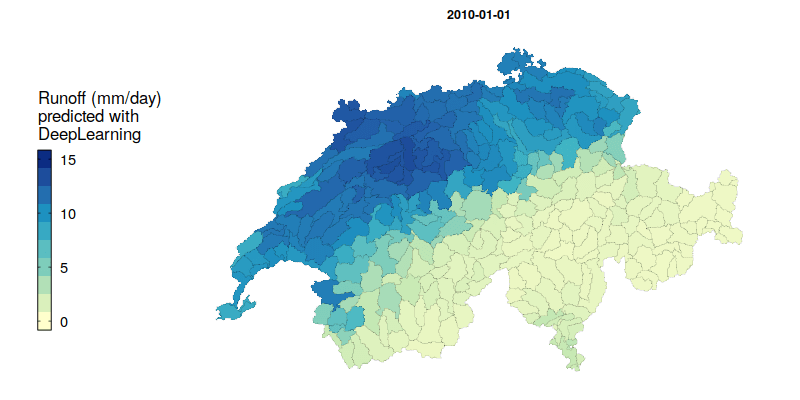 2010-01-01
Runoff (mm/day)
predicted with
DeepLearning
15
10
5
0